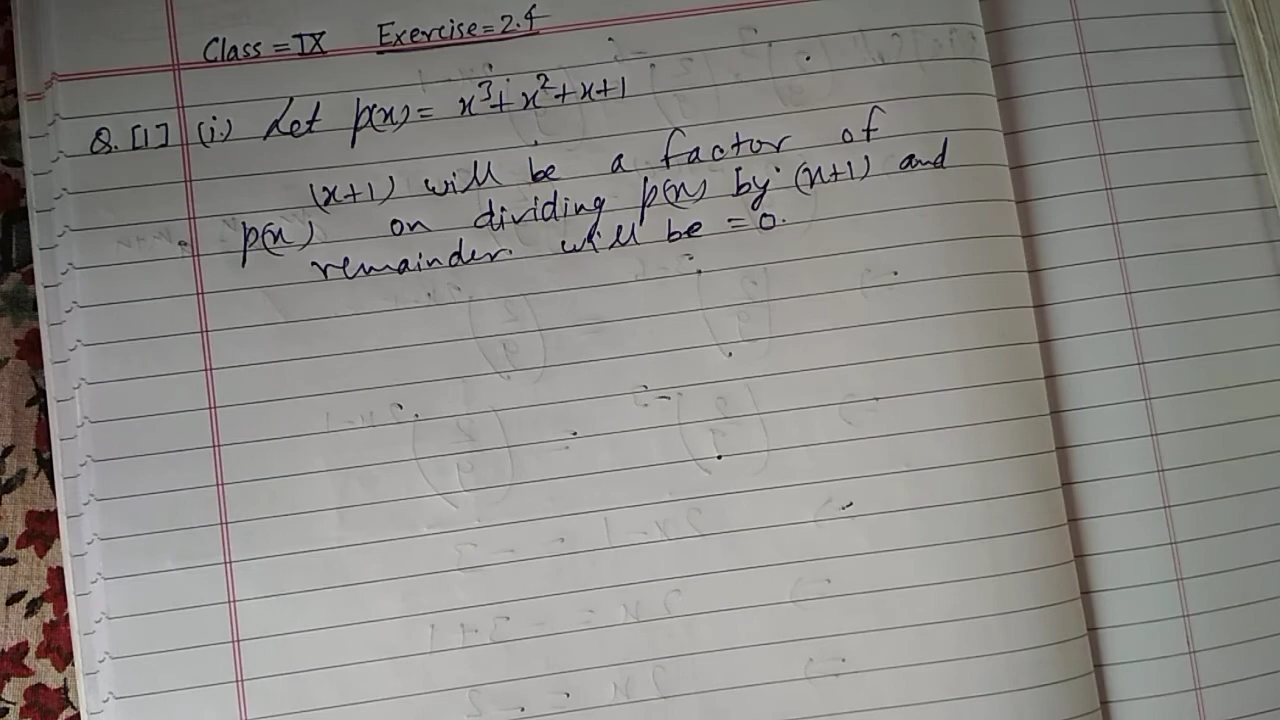 Class = IX Exercise = 2.4
Q. [1] (i) Let p(x) = x³ + x² + x + 1
(x+1) will be a factor of
p(x) on dividing p(x) by (x+1) and
remainder will be = 0.